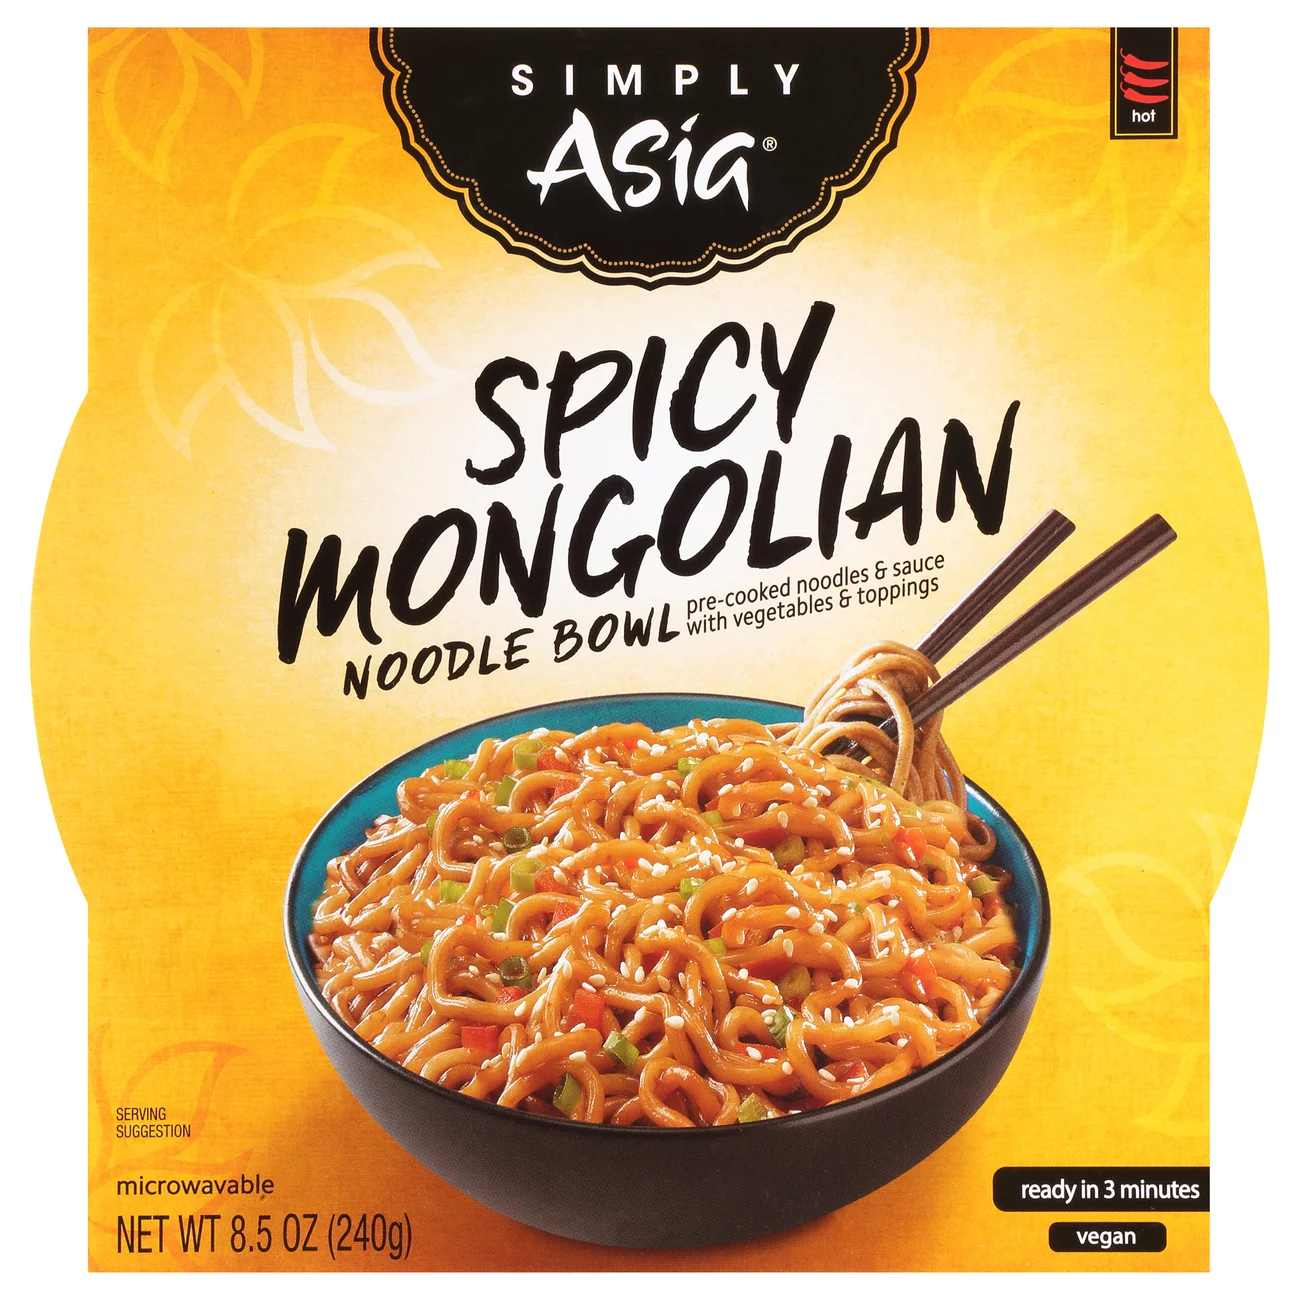 SIMPLY
Asia®
hot
SPICY
MONGOLIAN
NOODLE BOWL
pre-cooked noodles & sauce
with vegetables & toppings
SERVING
SUGGESTION
microwavable
NET WT 8.5 OZ (240g)
ready in 3 minutes
vegan